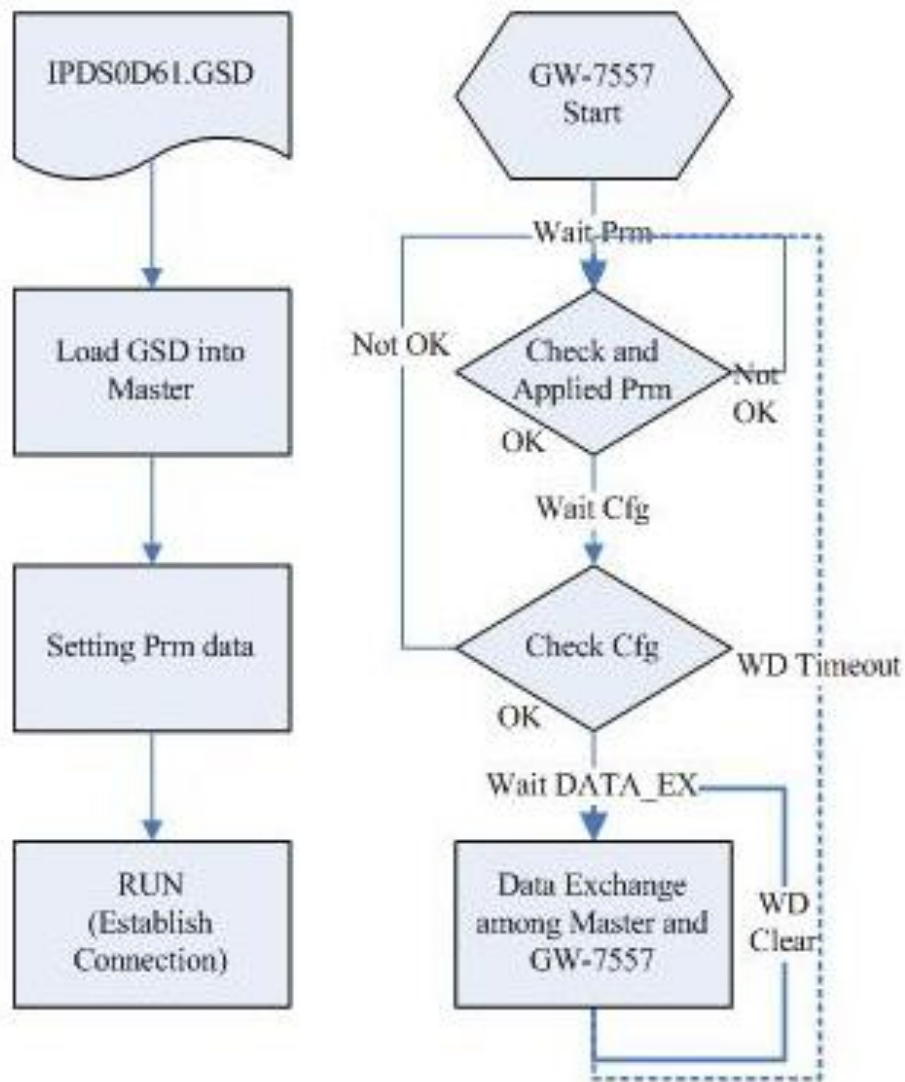 IPDS0D61.GSD
Load GSD into
Master
Setting Prm data
RUN
(Establish
Connection)
GW-7557
Start
Wait Prm
Not OK
Check and
Applied Prm
Not
OK
OK
Wait Cfg
Check Cfg
WD Timeout
OK
Wait DATA_EX
Data Exchange
among Master and
GW-7557
WD
Clear